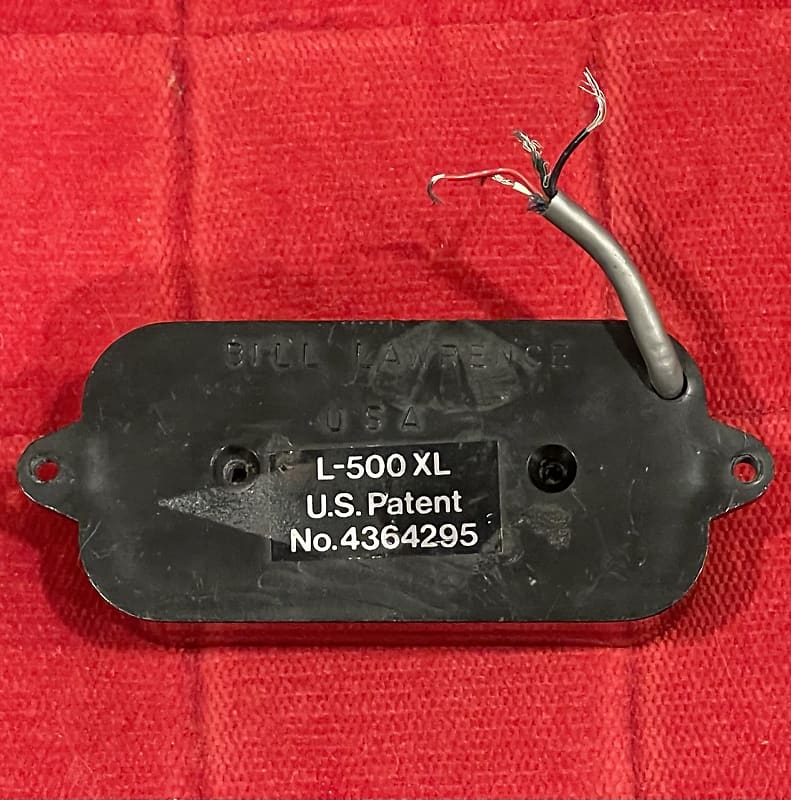 BILL LAWRENCE
USA
L-500 XL
U.S. Patent
No. 4364295